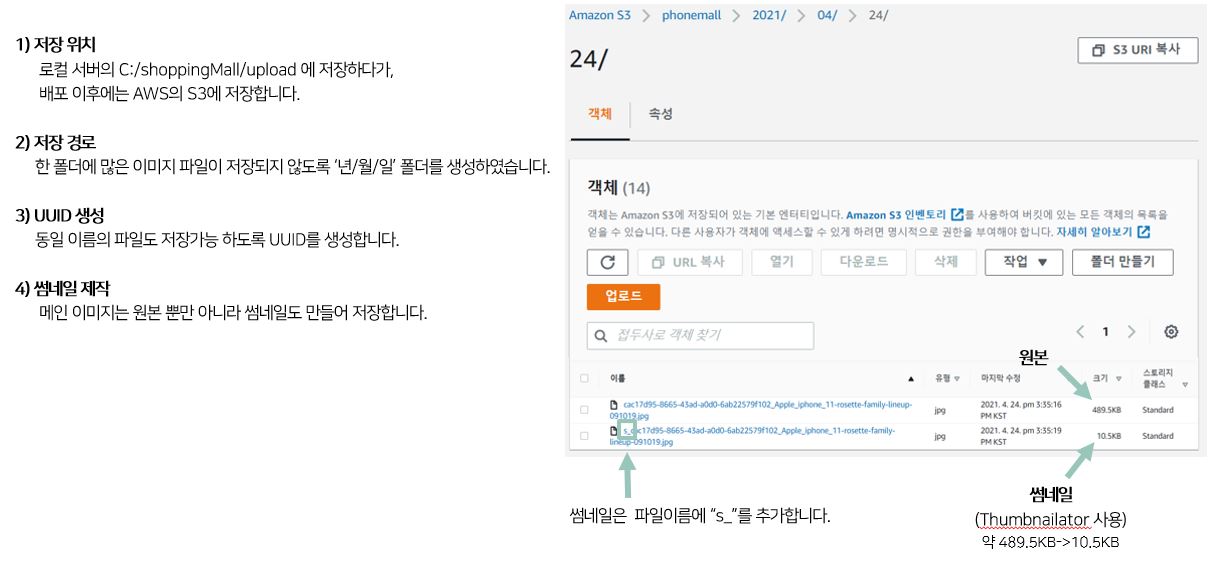 1) 저장 위치
로컬 서버의 C:/shoppingMall/upload 에 저장하다가,
배포 이후에는 AWS의 S3에 저장합니다.
2) 저장 경로
한 폴더에 많은 이미지 파일이 저장되지 않도록 '년/월/일' 폴더를 생성하였습니다.
3) UUID 생성
동일 이름의 파일도 저장가능 하도록 UUID를 생성합니다.
4) 썸네일 제작
메인 이미지는 원본 뿐만 아니라 썸네일도 만들어 저장합니다.
Amazon S3 > phonemall > 2021/ > 04/ > 24/
24/
S3 URI 복사
객체 속성
객체 (14)
객체는 Amazon S3에 저장되어 있는 기본 엔터티입니다. Amazon S3 인벤토리 를 사용하여 버킷에 있는 모든 객체의 목록을
얻을 수 있습니다. 다른 사용자가 객체에 액세스할 수 있게 하려면 명시적으로 권한을 부여해야 합니다. 자세히 알아보기
URL 복사 열기 다운로드 삭제 작업 폴더 만들기
업로드
접두사로 객체 찾기
1
원본
이름 유형 마지막 수정 크기 스토리지
클래스
cac17d95-8665-43ad-a0d0-6ab22579f102_Apple_iphone_11-rosette-family-lineup-
091019.jpg
jpg
2021. 4. 24. pm 3:35:16
PM KST
489.5KB
Standard
s_cac17d95-8665-43ad-a0d0-6ab22579f102_Apple_iphone_11-rosette-family-
lineup-091019.jpg
jpg
2021. 4. 24. pm 3:35:19
PM KST
10.5KB
Standard
썸네일은 파일이름에 “s_”를 추가합니다.
썸네일
(Thumbnailator 사용)
약 489.5KB->10.5KB